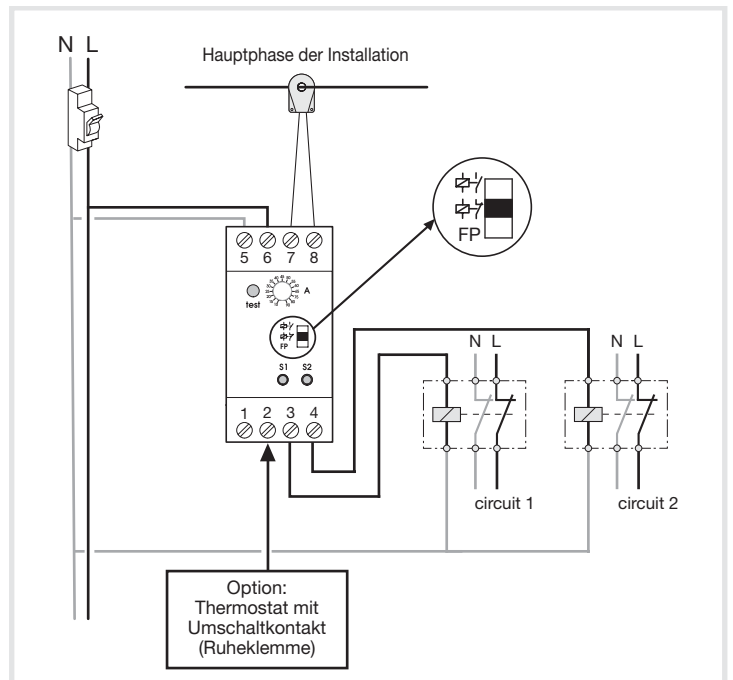 N L
Hauptphase der Installation
FP
5 6 7 8
A
test
FP
S1 S2
1 2 3 4
N L
N L
circuit 1
circuit 2
Option:
Thermostat mit
Umschaltkontakt
(Ruheklemme)